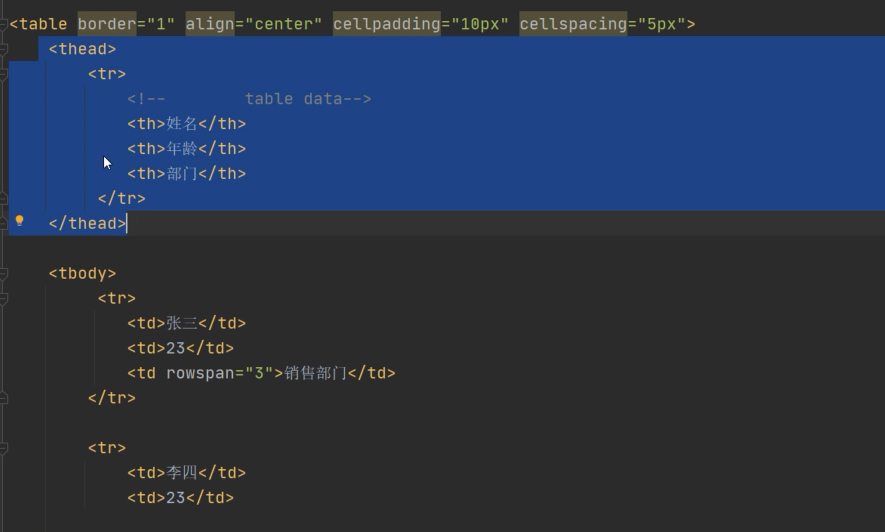 <table border="1" align="center" cellpadding="10px" cellspacing="5px">
<thead>
<tr>
<!--        table data-->
<th>姓名</th>
<th>年龄</th>
<th>部门</th>
</tr>
</thead>
<tbody>
<tr>
<td>张三</td>
<td>23</td>
<td rowspan="3">销售部门</td>
</tr>
<tr>
<td>李四</td>
<td>23</td>